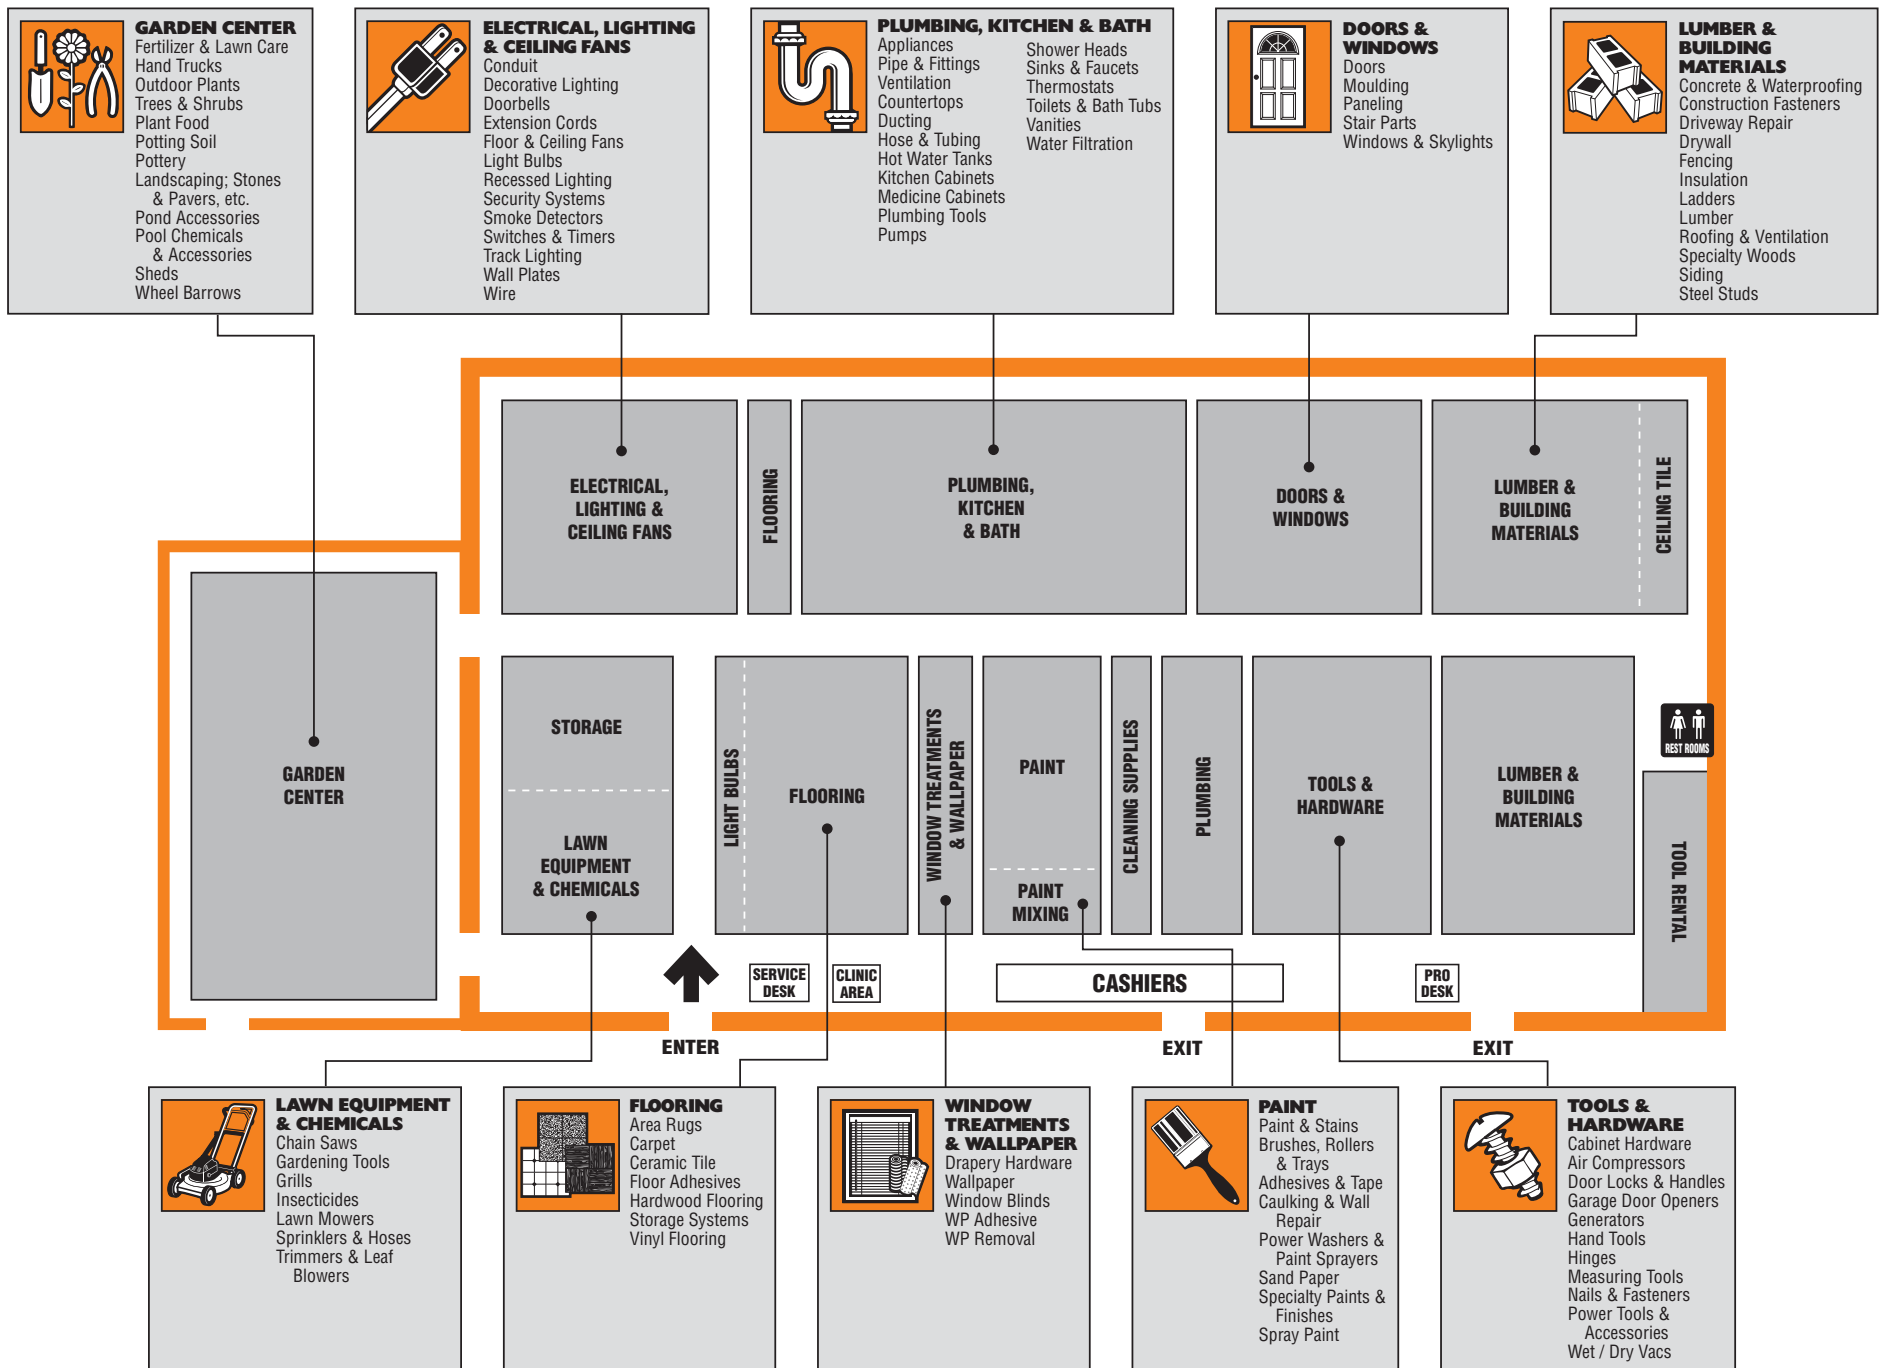 GARDEN CENTER
Fertilizer & Lawn Care
Hand Trucks
Outdoor Plants
Trees & Shrubs
Plant Food
Potting Soil
Pottery
Landscaping; Stones
& Pavers, etc.
Pond Accessories
Pool Chemicals
& Accessories
Sheds
Wheel Barrows
ELECTRICAL, LIGHTING
& CEILING FANS
Conduit
Decorative Lighting
Doorbells
Extension Cords
Floor & Ceiling Fans
Light Bulbs
Recessed Lighting
Security Systems
Smoke Detectors
Switches & Timers
Track Lighting
Wall Plates
Wire
PLUMBING, KITCHEN & BATH
Appliances
Pipe & Fittings
Ventilation
Countertops
Ducting
Hose & Tubing
Hot Water Tanks
Kitchen Cabinets
Medicine Cabinets
Plumbing Tools
Pumps
Shower Heads
Sinks & Faucets
Thermostats
Toilets & Bath Tubs
Vanities
Water Filtration
DOORS &
WINDOWS
Doors
Moulding
Paneling
Stair Parts
Windows & Skylights
LUMBER &
BUILDING
MATERIALS
Concrete & Waterproofing
Construction Fasteners
Driveway Repair
Drywall
Fencing
Insulation
Ladders
Lumber
Roofing & Ventilation
Specialty Woods
Siding
Steel Studs
ELECTRICAL,
LIGHTING &
CEILING FANS
FLOORING
PLUMBING,
KITCHEN
& BATH
DOORS &
WINDOWS
LUMBER &
BUILDING
MATERIALS
CEILING TILE
GARDEN
CENTER
STORAGE
LAWN
EQUIPMENT
& CHEMICALS
LIGHT BULBS
FLOORING
WINDOW TREATMENTS
& WALLPAPER
PAINT
PAINT
MIXING
CLEANING SUPPLIES
PLUMBING
TOOLS &
HARDWARE
LUMBER &
BUILDING
MATERIALS
REST ROOMS
TOOL RENTAL
SERVICE
DESK
CLINIC
AREA
CASHIERS
PRO
DESK
ENTER
EXIT
EXIT
LAWN EQUIPMENT
& CHEMICALS
Chain Saws
Gardening Tools
Grills
Insecticides
Lawn Mowers
Sprinklers & Hoses
Trimmers & Leaf
Blowers
FLOORING
Area Rugs
Carpet
Ceramic Tile
Floor Adhesives
Hardwood Flooring
Storage Systems
Vinyl Flooring
WINDOW
TREATMENTS
& WALLPAPER
Drapery Hardware
Wallpaper
Window Blinds
WP Adhesive
WP Removal
PAINT
Paint & Stains
Brushes, Rollers
& Trays
Adhesives & Tape
Caulking & Wall
Repair
Power Washers &
Paint Sprayers
Sand Paper
Specialty Paints &
Finishes
Spray Paint
TOOLS &
HARDWARE
Cabinet Hardware
Air Compressors
Door Locks & Handles
Garage Door Openers
Generators
Hand Tools
Hinges
Measuring Tools
Nails & Fasteners
Power Tools &
Accessories
Wet / Dry Vacs